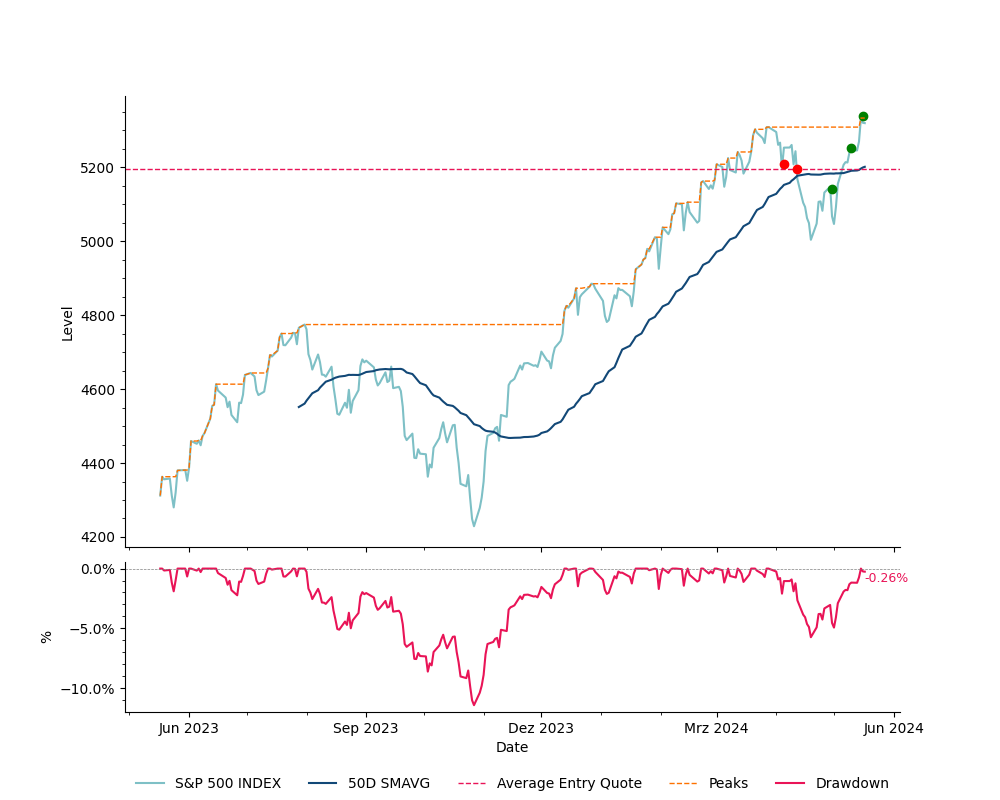 5200
5000
4800
4600
4400
4200
Level
0.0%
−5.0%
−10.0%
%
-0.26%
Jun 2023
Sep 2023
Dez 2023
Mrz 2024
Jun 2024
Date
S&P 500 INDEX
50D SMAVG
Average Entry Quote
Peaks
Drawdown